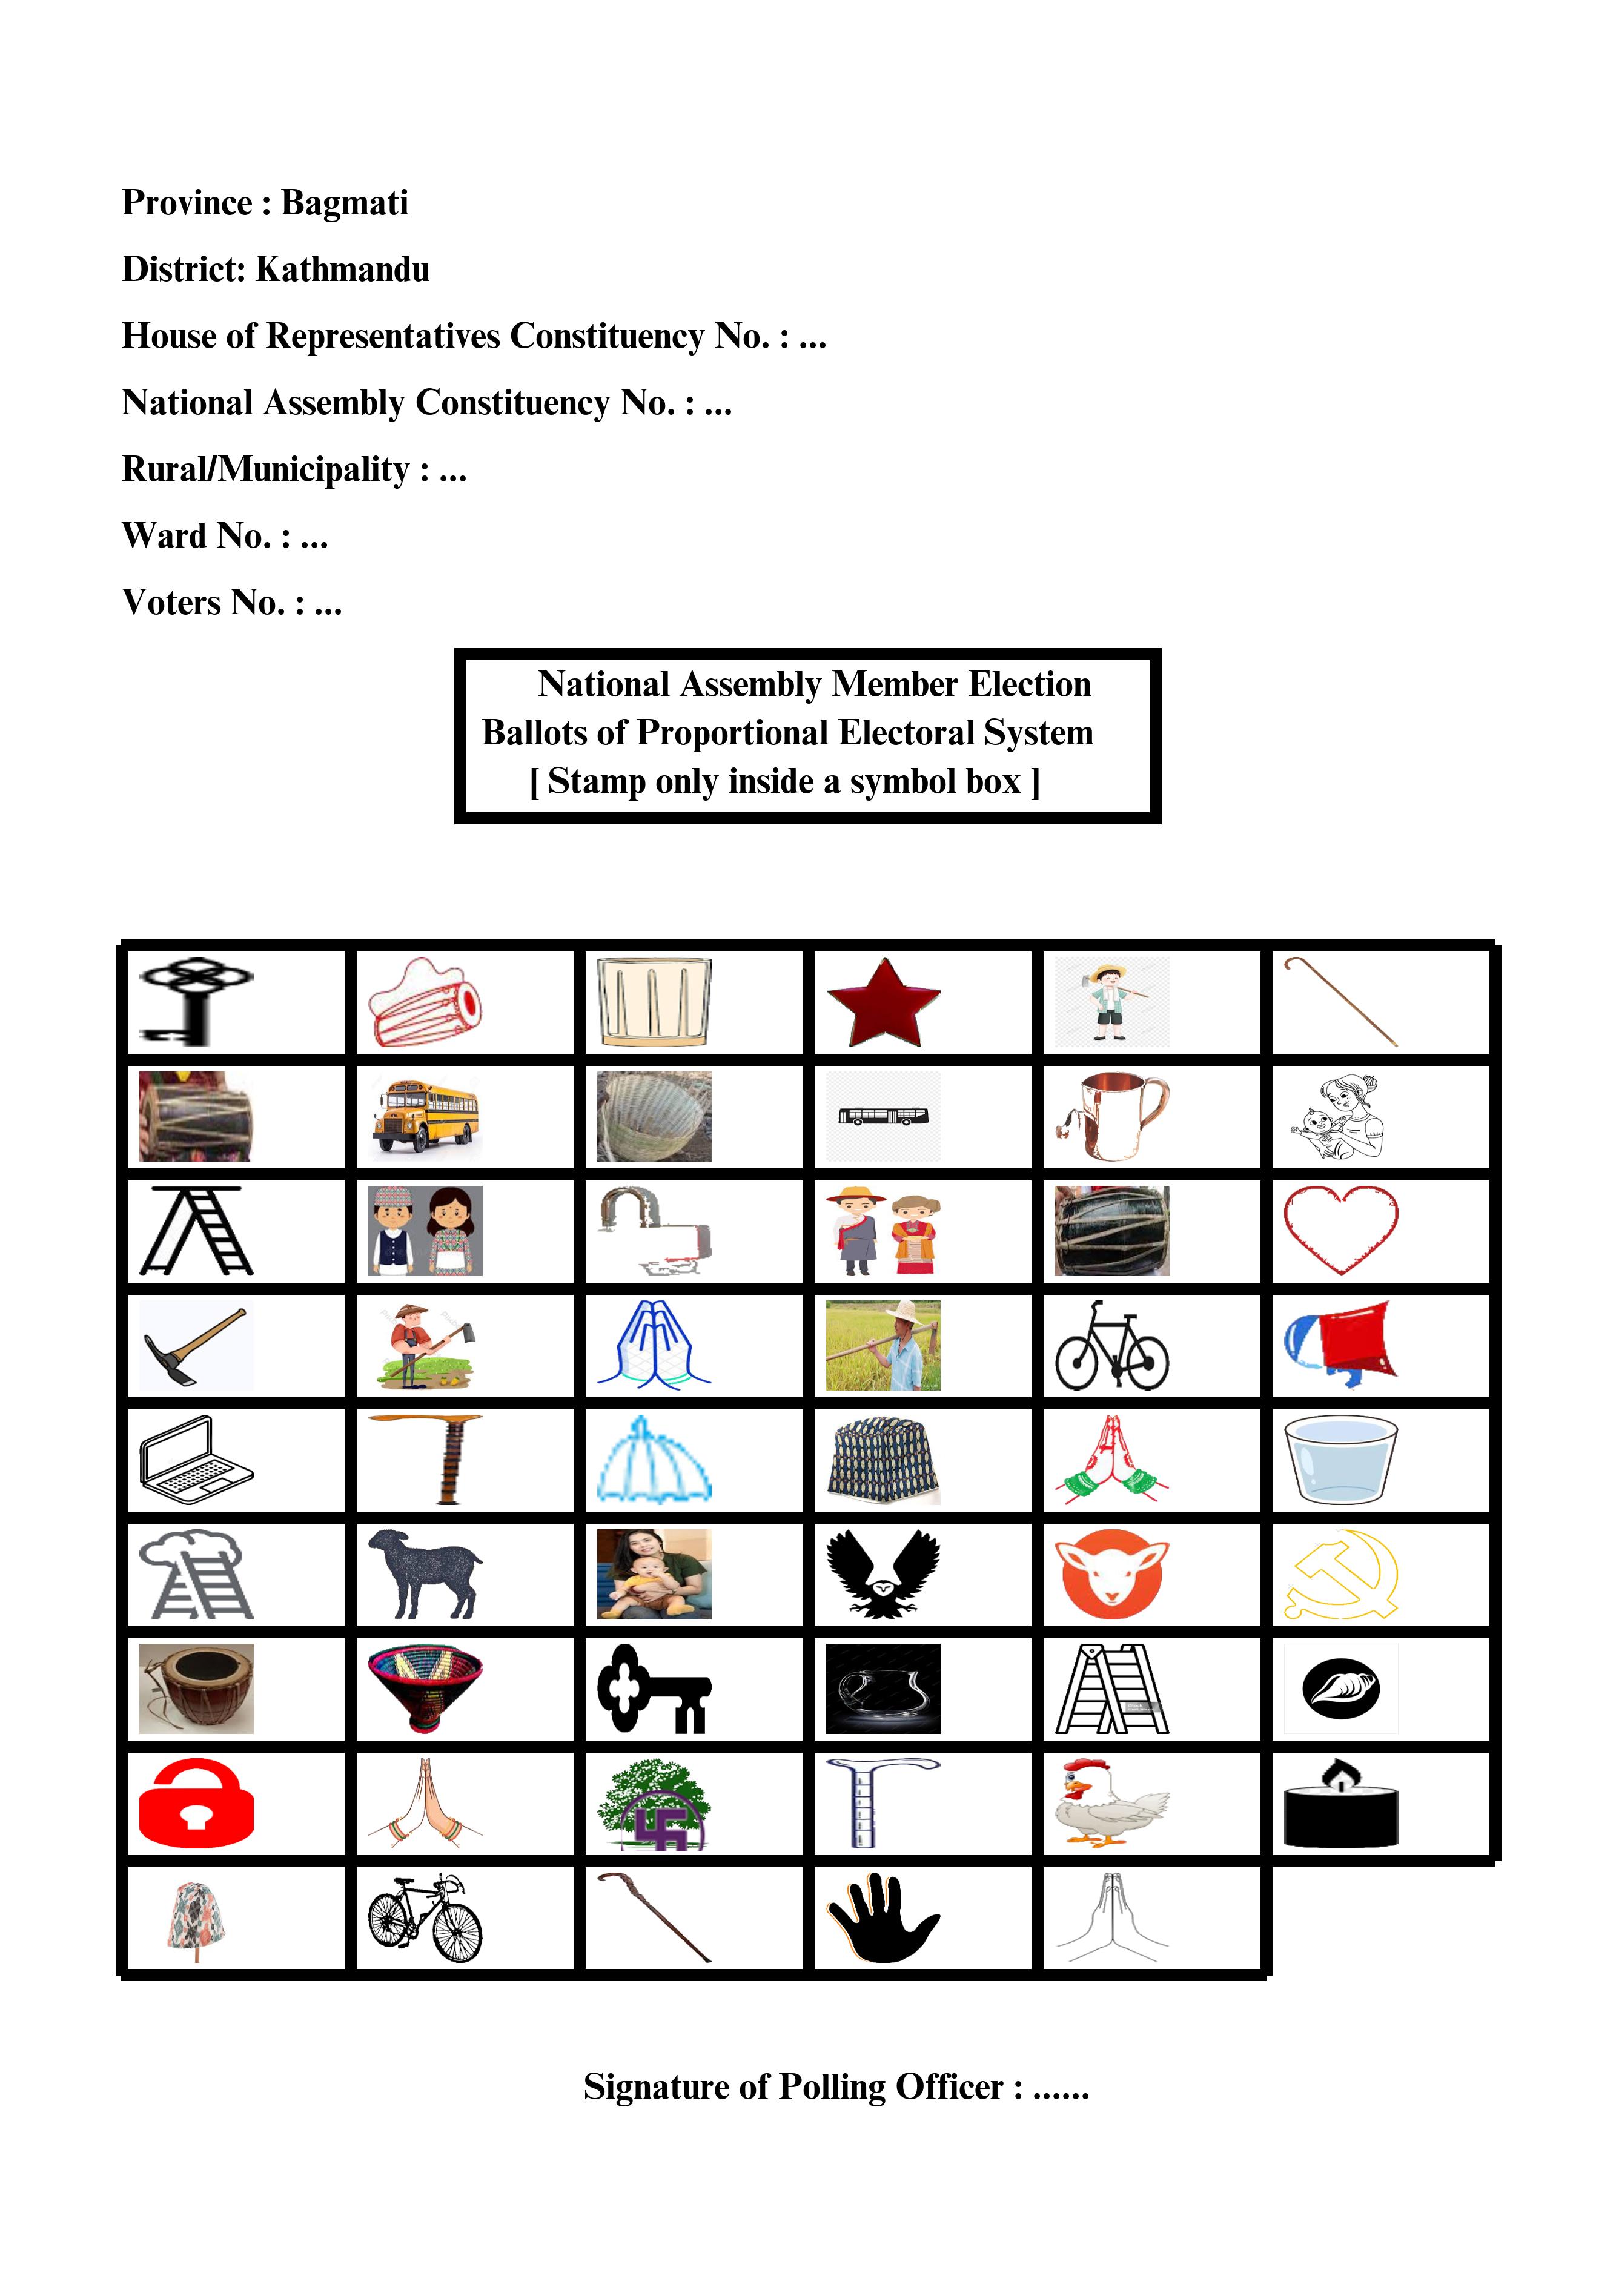 Province : Bagmati
District: Kathmandu
House of Representatives Constituency No. : ...
National Assembly Constituency No. : ...
Rural/Municipality : ...
Ward No. : ...
Voters No. : ...
National Assembly Member Election
Ballots of Proportional Electoral System
[ Stamp only inside a symbol box ]
Signature of Polling Officer : ......